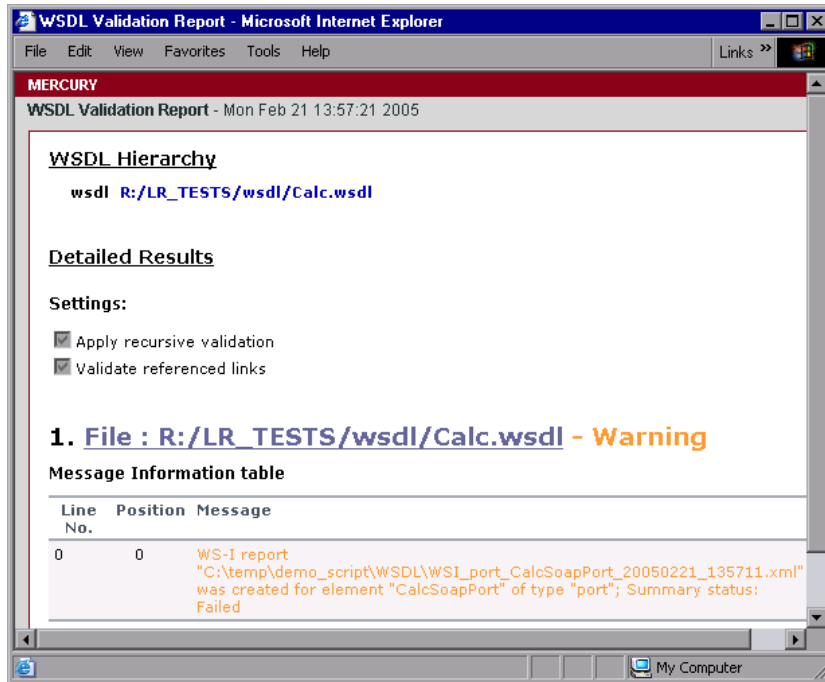 WSDL Validation Report - Microsoft Internet Explorer
File Edit View Favorites Tools Help Links »
MERCURY
WSDL Validation Report - Mon Feb 21 13:57:21 2005
WSDL Hierarchy
wsdl R:/LR_TESTS/wsdl/Calc.wsdl
Detailed Results
Settings:
Apply recursive validation
Validate referenced links
1. File : R:/LR_TESTS/wsdl/Calc.wsdl - Warning
Message Information table
Line Position Message
No.
0 0 WS-I report
"C:\temp\demo_script\WSDL\WSI_port_CalcSoapPort_20050221_135711.xml"
was created for element "CalcSoapPort" of type "port"; Summary status:
Failed
My Computer